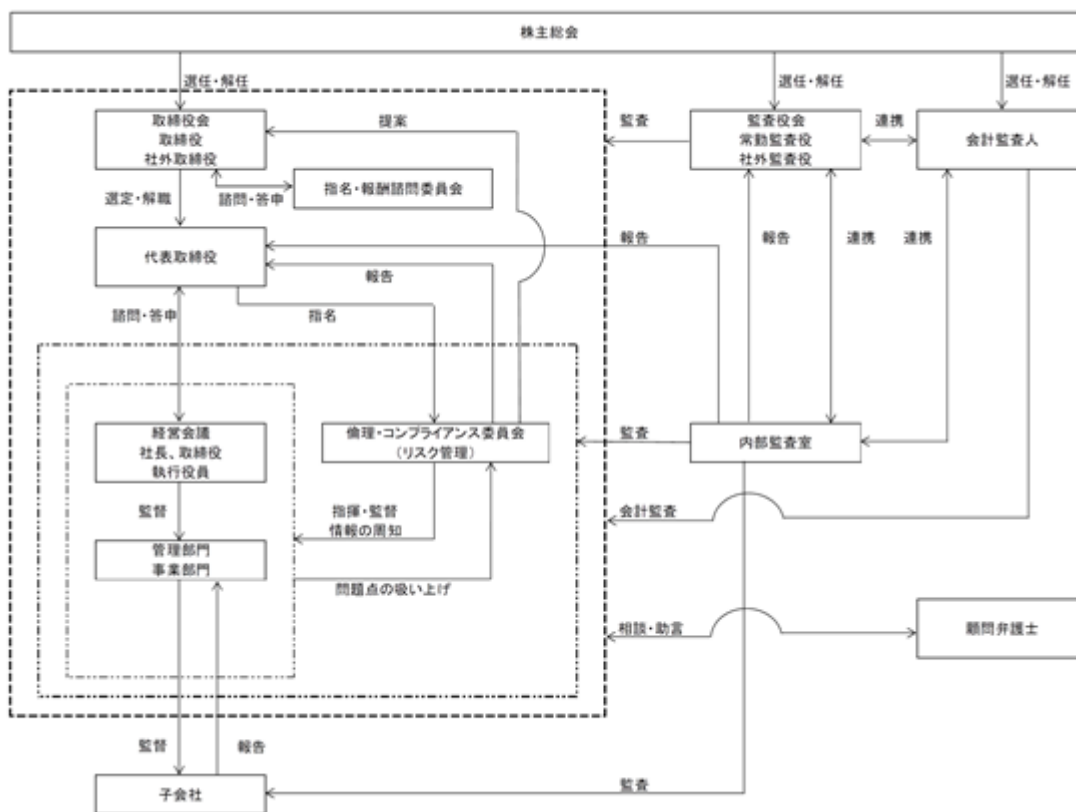 株主総会
選任・解任
選任・解任
選任・解任
取締役会
取締役
社外取締役
提案
監査
監査役会
常勤監査役
社外監査役
連携
会計監査人
選定・解職
諮問・答申
指名・報酬諮問委員会
代表取締役
報告
報告
報告
連携
連携
諮問・答申
指名
経営会議
社長、取締役
執行役員
倫理・コンプライアンス委員会
(リスク管理)
監査
内部監査室
監督
指揮・監督
情報の周知
会計監査
管理部門
事業部門
問題点の吸い上げ
相談・助言
顧問弁護士
監督
報告
子会社
監査